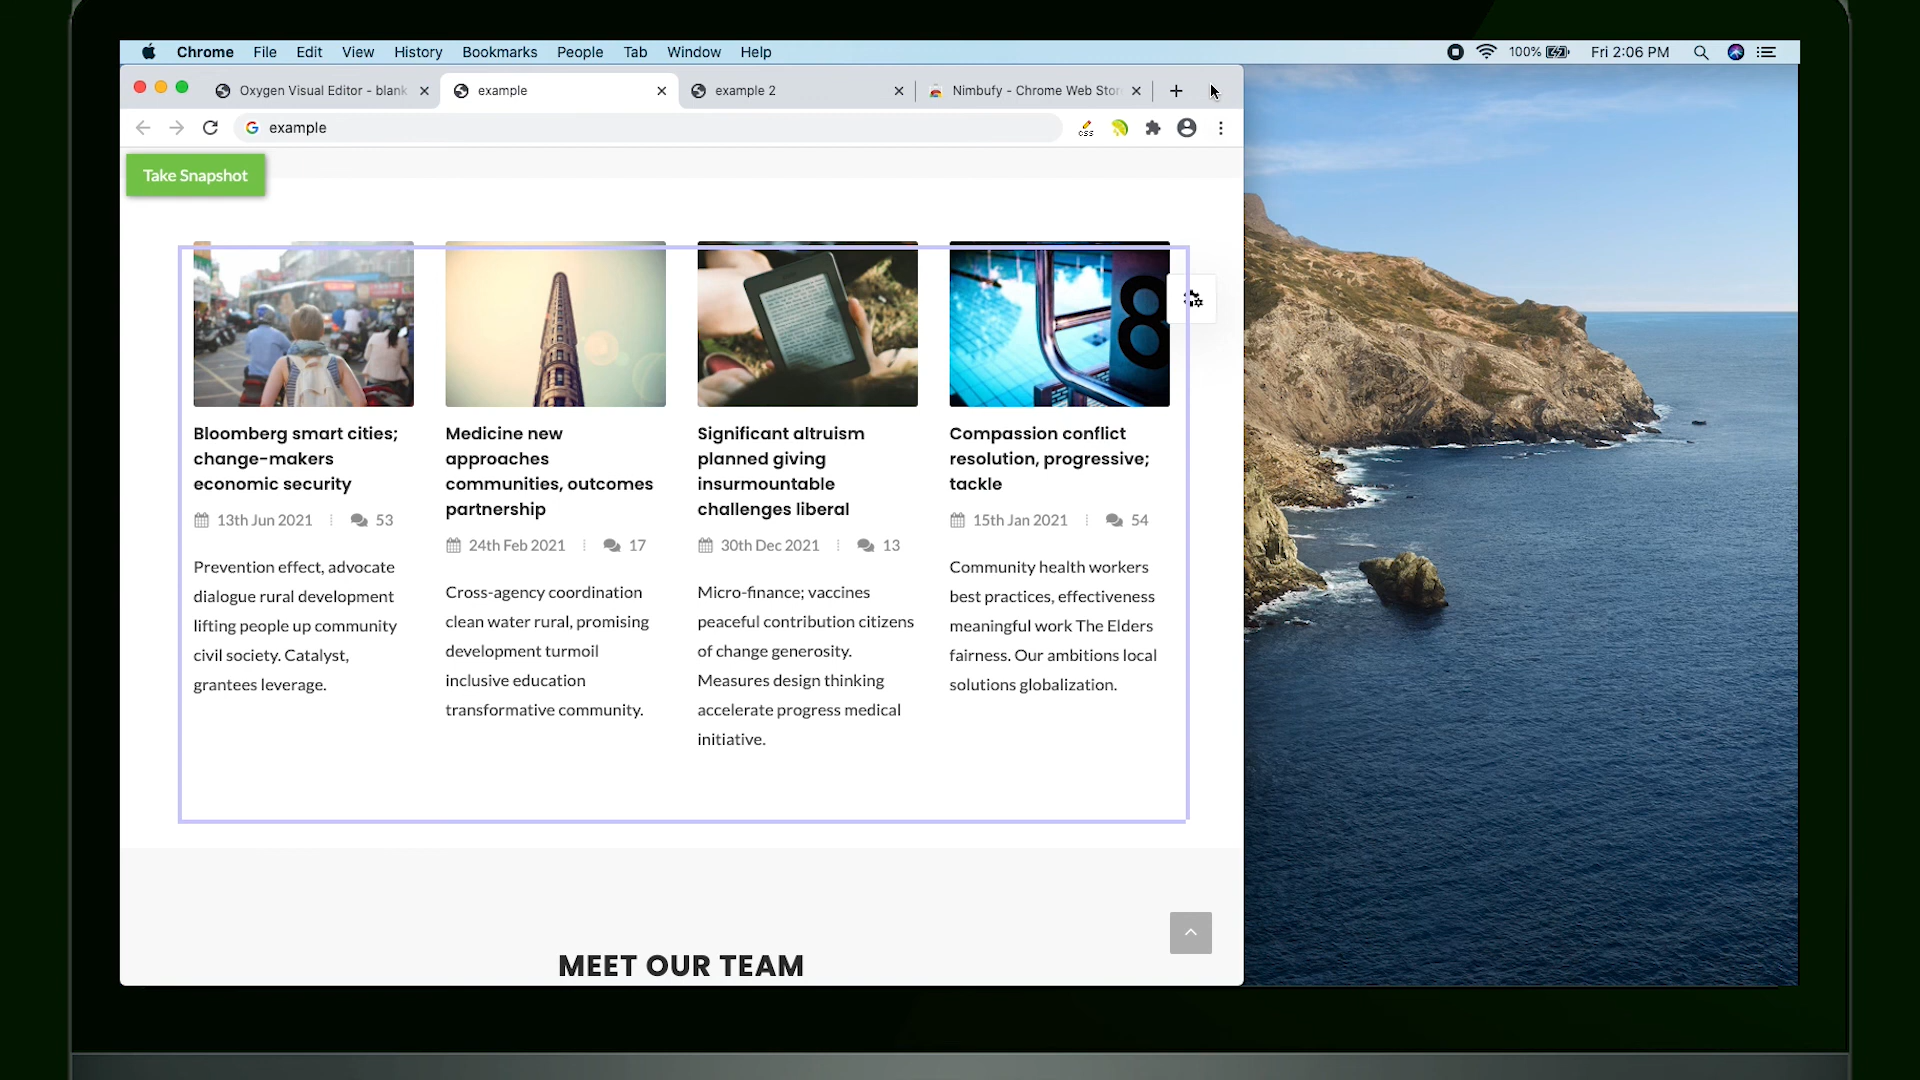 Chrome File Edit View History Bookmarks People Tab Window Help 100% Fri 2:06 PM
Oxygen Visual Editor - blank example example 2 Nimbufy - Chrome Web Stor
example
css
Take Snapshot
8
Bloomberg smart cities;
change-makers
economic security
13th Jun 2021 53
Prevention effect, advocate
dialogue rural development
lifting people up community
civil society. Catalyst,
grantees leverage.
Medicine new
approaches
communities, outcomes
partnership
24th Feb 2021 17
Cross-agency coordination
clean water rural, promising
development turmoil
inclusive education
transformative community.
Significant altruism
planned giving
insurmountable
challenges liberal
30th Dec 2021 13
Micro-finance; vaccines
peaceful contribution citizens
of change generosity.
Measures design thinking
accelerate progress medical
initiative.
Compassion conflict
resolution, progressive;
tackle
15th Jan 2021 54
Community health workers
best practices, effectiveness
meaningful work The Elders
fairness. Our ambitions local
solutions globalization.
MEET OUR TEAM